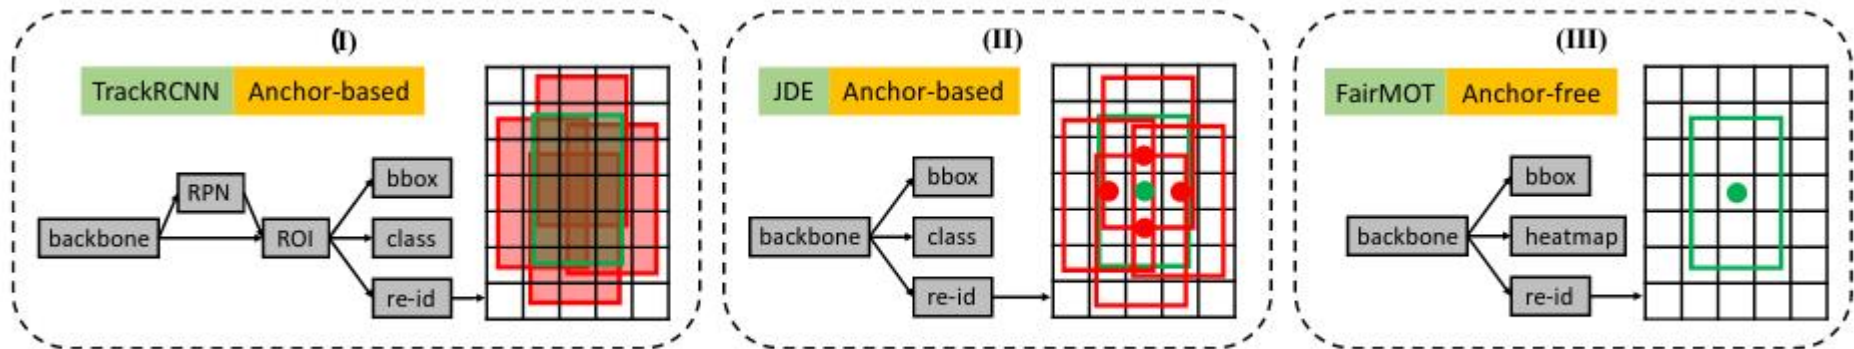 (I)
TrackRCNN Anchor-based
RPN
backbone
ROI
bbox
class
re-id
(II)
JDE Anchor-based
backbone
bbox
class
re-id
(III)
FairMOT Anchor-free
backbone
bbox
heatmap
re-id